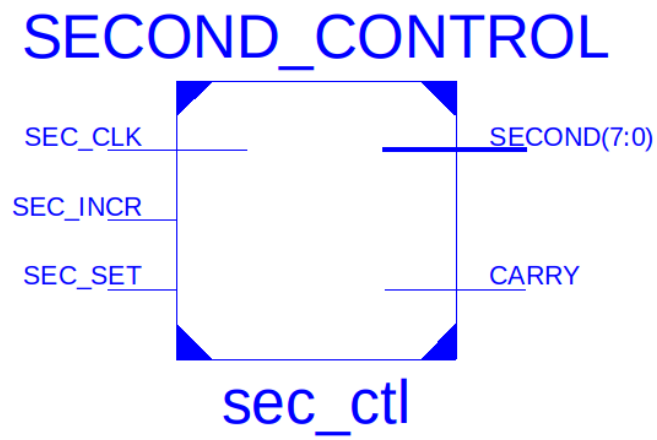 SECOND_CONTROL
SEC_CLK
SECOND(7:0)
SEC_INCR
SEC_SET
CARRY
sec_ctl